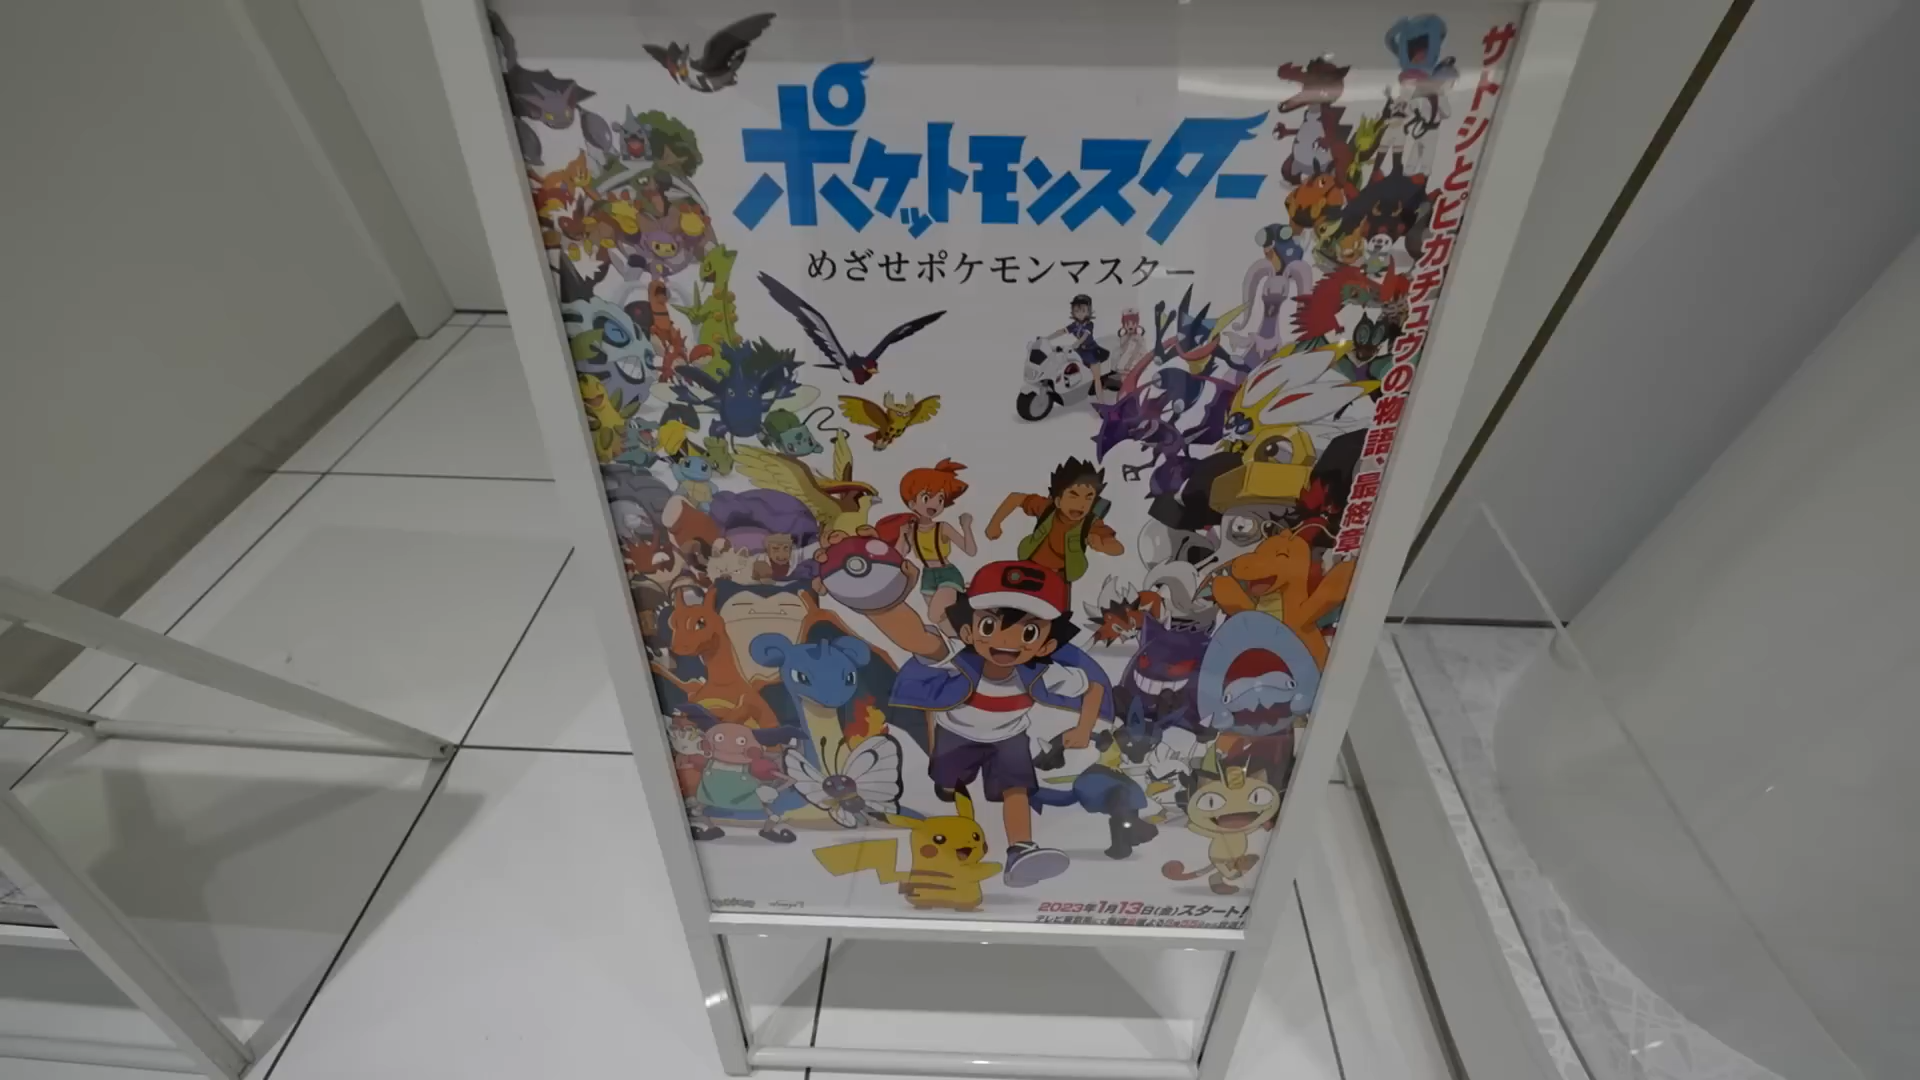 ポケットモンスター
めざせポケモンマスター
サトシとピカチュウの物語、最終章
2023年1月13日(金)スタート!